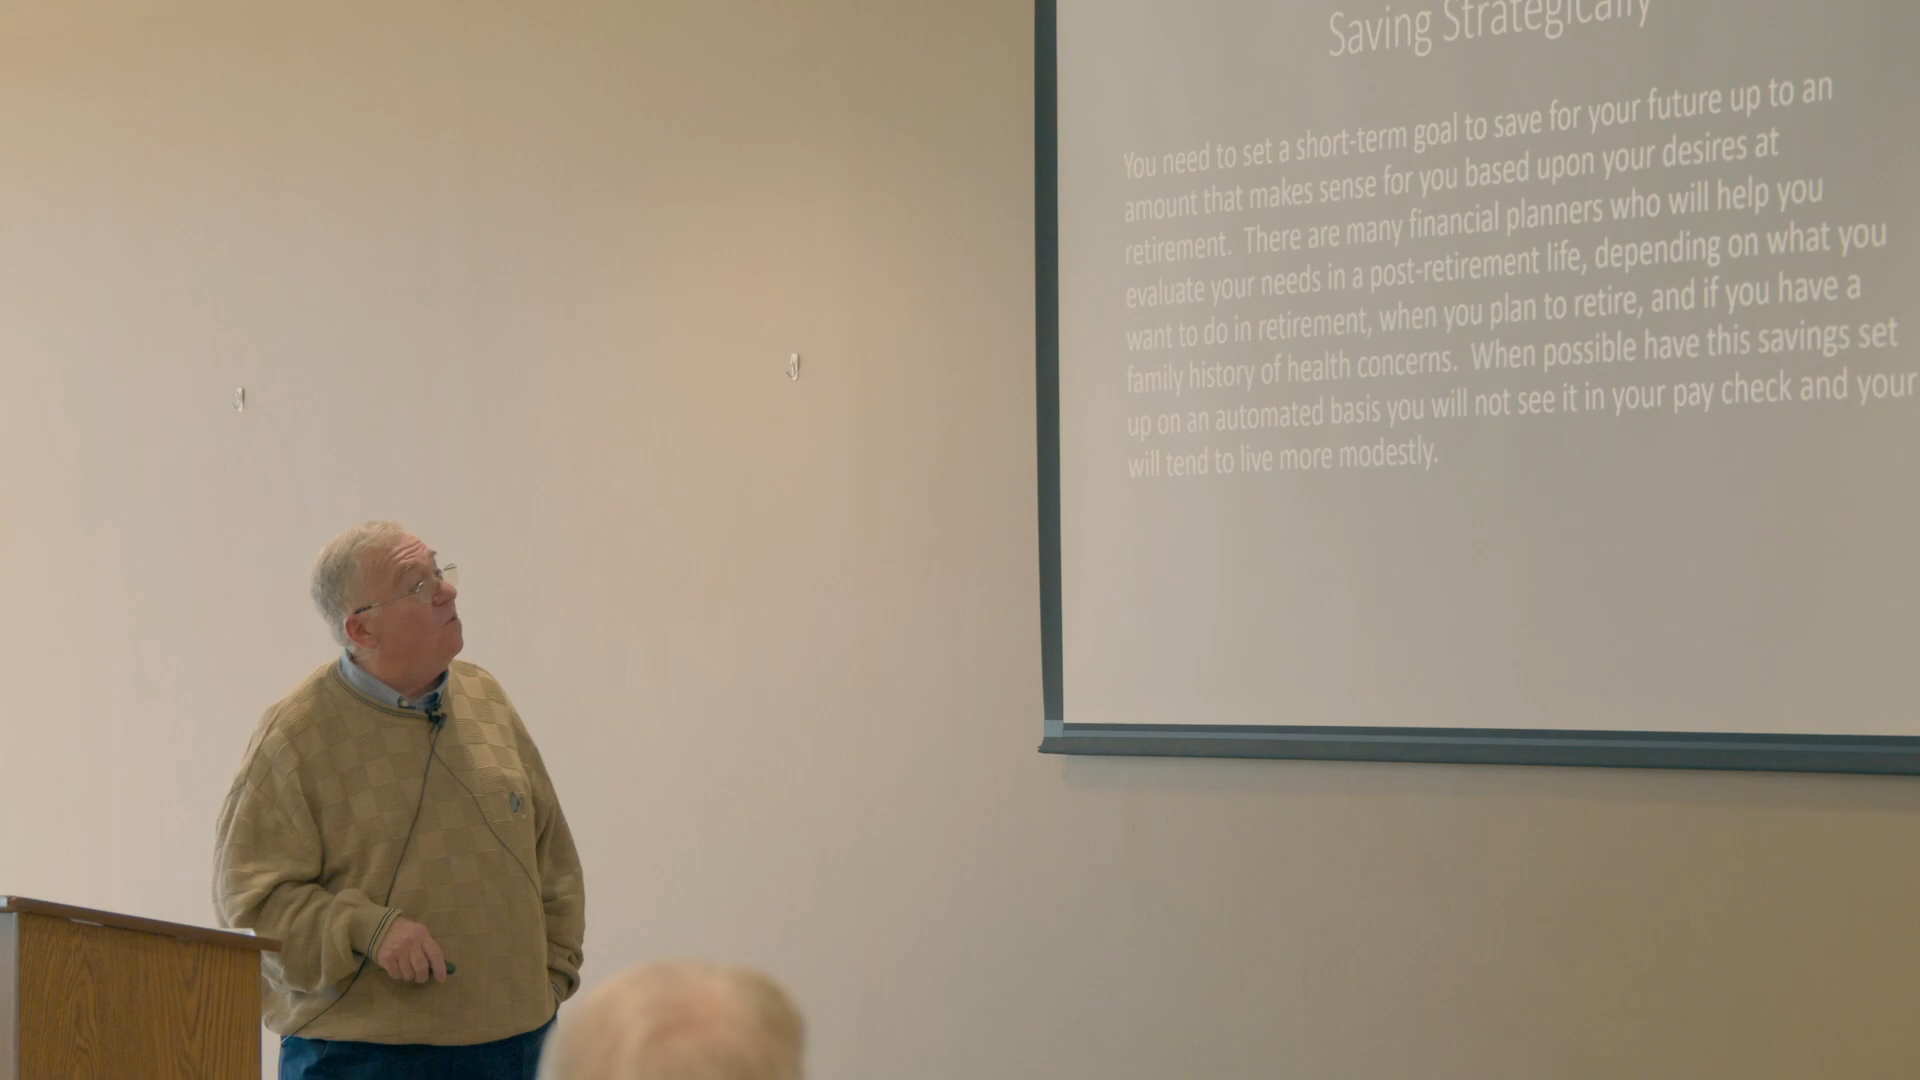 Saving Strategically
You need to set a short-term goal to save for your future up to an
amount that makes sense for you based upon your desires at
retirement. There are many financial planners who will help you
evaluate your needs in a post-retirement life, depending on what you
want to do in retirement, when you plan to retire, and if you have a
family history of health concerns. When possible have this savings set
up on an automated basis you will not see it in your pay check and your
will tend to live more modestly.